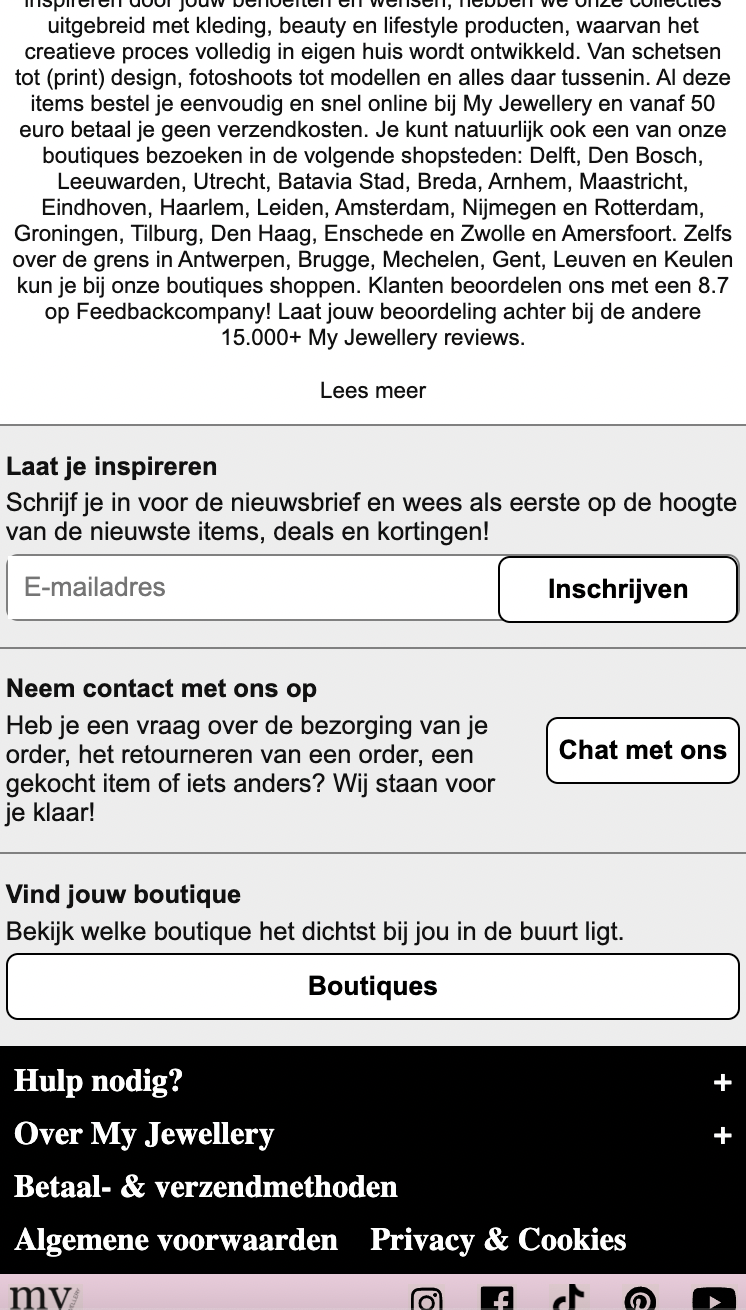 inspireren door jouw behoeften en wensen, hebben we onze collecties
uitgebreid met kleding, beauty en lifestyle producten, waarvan het
creatieve proces volledig in eigen huis wordt ontwikkeld. Van schetsen
tot (print) design, fotoshoots tot modellen en alles daar tussenin. Al deze
items bestel je eenvoudig en snel online bij My Jewellery en vanaf 50
euro betaal je geen verzendkosten. Je kunt natuurlijk ook een van onze
boutiques bezoeken in de volgende shopsteden: Delft, Den Bosch,
Leeuwarden, Utrecht, Batavia Stad, Breda, Arnhem, Maastricht,
Eindhoven, Haarlem, Leiden, Amsterdam, Nijmegen en Rotterdam,
Groningen, Tilburg, Den Haag, Enschede en Zwolle en Amersfoort. Zelfs
over de grens in Antwerpen, Brugge, Mechelen, Gent, Leuven en Keulen
kun je bij onze boutiques shoppen. Klanten beoordelen ons met een 8.7
op Feedbackcompany! Laat jouw beoordeling achter bij de andere
15.000+ My Jewellery reviews.
Lees meer
Laat je inspireren
Schrijf je in voor de nieuwsbrief en wees als eerste op de hoogte
van de nieuwste items, deals en kortingen!
E-mailadres Inschrijven
Neem contact met ons op
Heb je een vraag over de bezorging van je
order, het retourneren van een order, een
gekocht item of iets anders? Wij staan voor
je klaar!
Chat met ons
Vind jouw boutique
Bekijk welke boutique het dichtst bij jou in de buurt ligt.
Boutiques
Hulp nodig? +
Over My Jewellery +
Betaal- & verzendmethoden
Algemene voorwaarden Privacy & Cookies
my